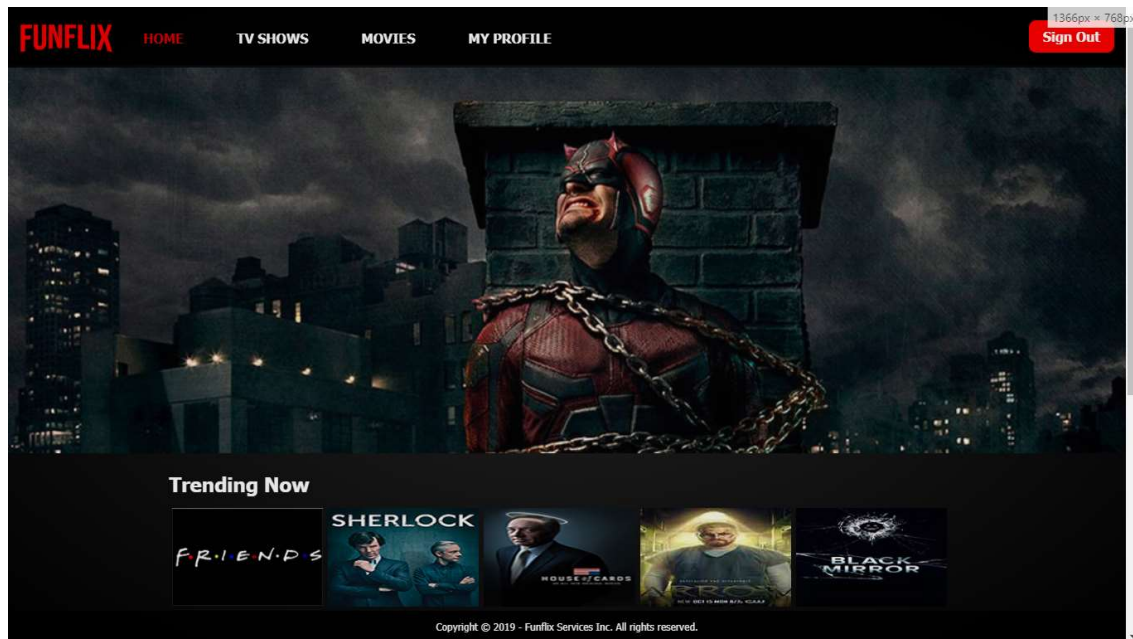 1366px × 768px
FUNFLIX HOME TV SHOWS MOVIES MY PROFILE Sign Out
Trending Now
F·R·I·E·N·D·S
SHERLOCK
HOUSE of CARDS
ARROW
BLACK MIRROR
Copyright © 2019 - Funflix Services Inc. All rights reserved.